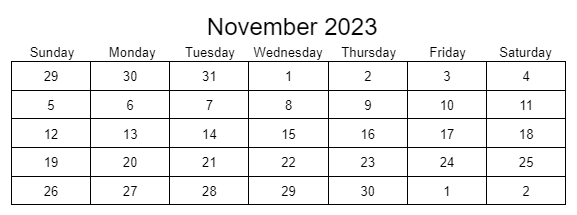 November 2023
Sunday Monday Tuesday Wednesday Thursday Friday Saturday
29 30 31 1 2 3 4
5 6 7 8 9 10 11
12 13 14 15 16 17 18
19 20 21 22 23 24 25
26 27 28 29 30 1 2